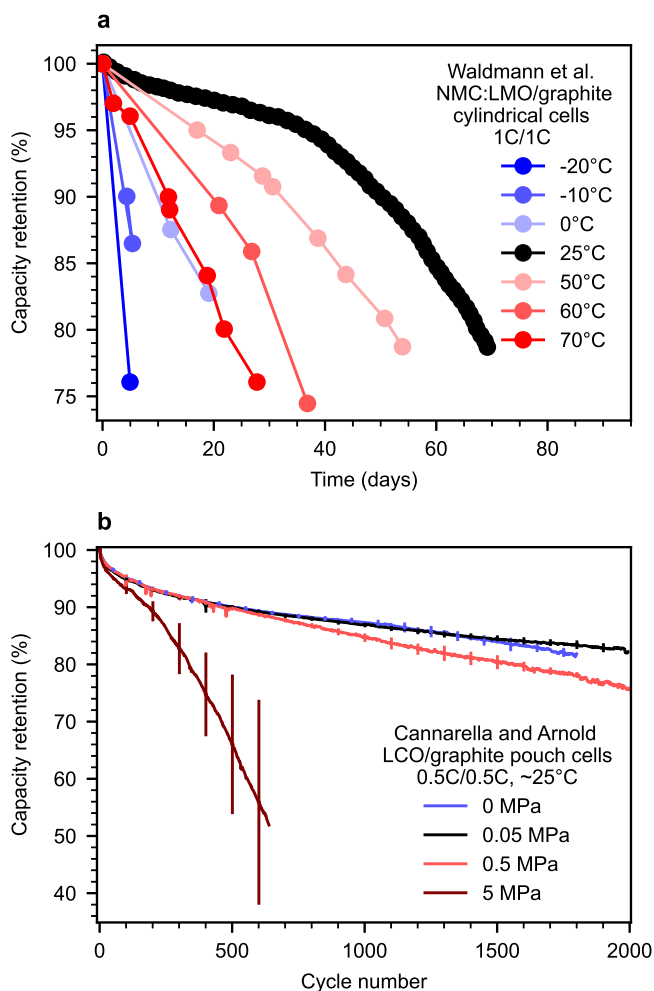 a
100
95
90
85
80
75
Capacity retention (%)
Waldmann et al.
NMC:LMO/graphite
cylindrical cells
1C/1C
-20°C
-10°C
0°C
25°C
50°C
60°C
70°C
0 20 40 60 80
Time (days)
b
100
90
80
70
60
50
40
Capacity retention (%)
Cannarella and Arnold
LCO/graphite pouch cells
0.5C/0.5C, ~25°C
0 MPa
0.05 MPa
0.5 MPa
5 MPa
0 500 1000 1500 2000
Cycle number